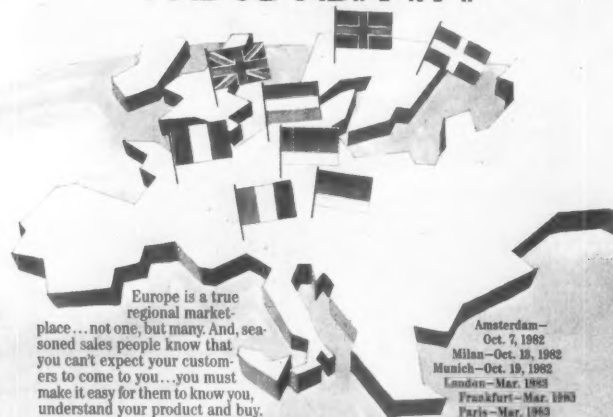 Europe is a true
regional market-
place...not one, but many. And, sea-
soned sales people know that
you can't expect your custom-
ers to come to you...you must
make it easy for them to know you,
understand your product and buy.
Amsterdam—
Oct. 7, 1982
Milan—Oct. 13, 1982
Munich—Oct. 19, 1982
London—Mar. 1983
Frankfurt—Mar. 1983
Paris—Mar. 1983